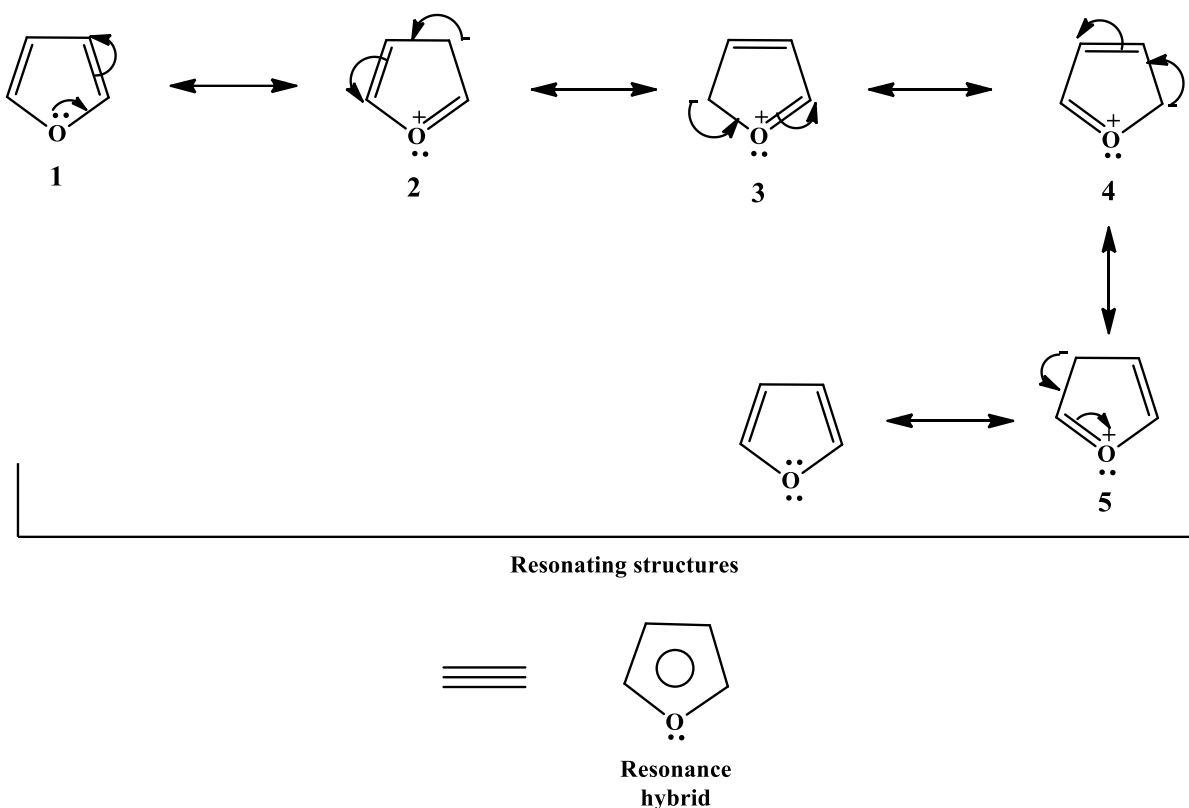 O
1
+
O
2
-
+
O
3
-
+
O
4
-
O
+
O
5
-
Resonating structures
O
Resonance
hybrid